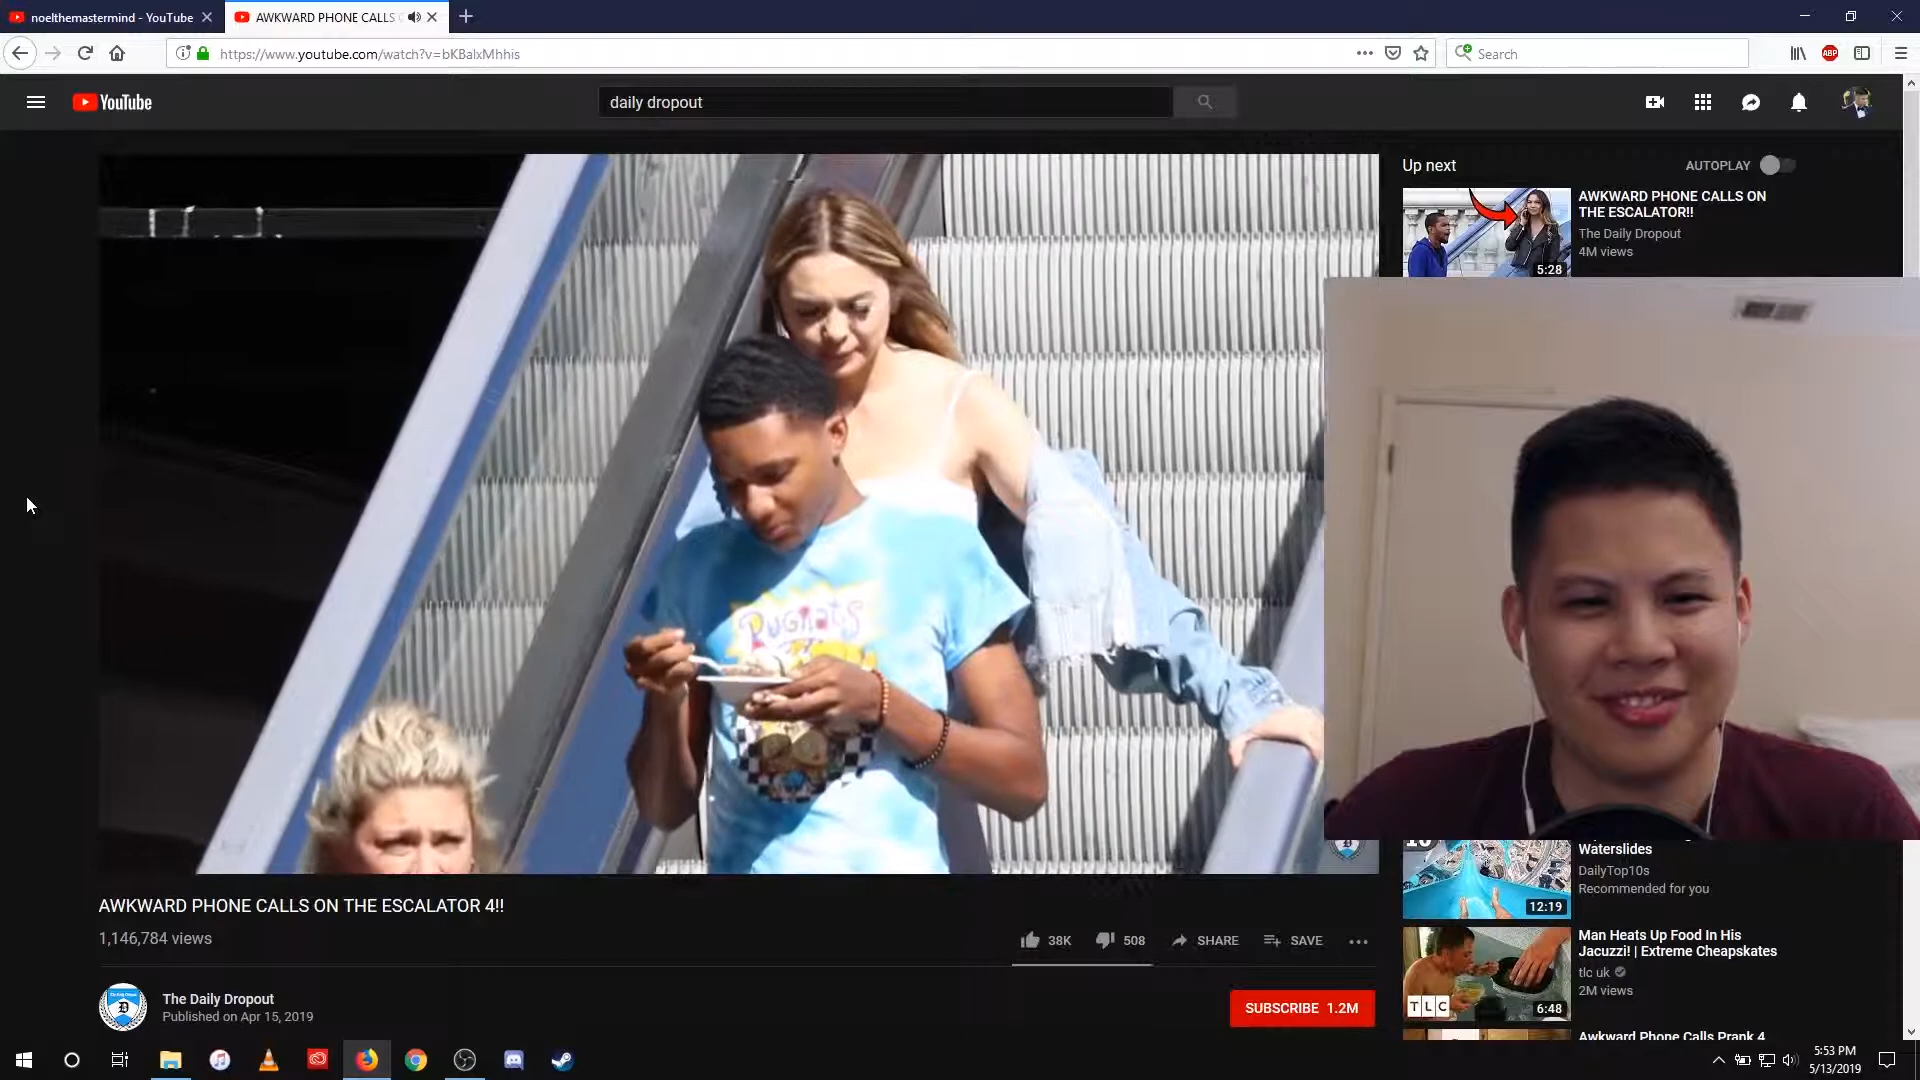 noelthemastermind - YouTube
AWKWARD PHONE CALLS
https://www.youtube.com/watch?v=bKBalxMhhis
Search
ABP
YouTube
daily dropout
Up next
AUTOPLAY
AWKWARD PHONE CALLS ON
THE ESCALATOR!!
The Daily Dropout
4M views
5:28
Rugrats
Waterslides
DailyTop10s
Recommended for you
12:19
AWKWARD PHONE CALLS ON THE ESCALATOR 4!!
1,146,784 views
38K
508
SHARE
SAVE
Man Heats Up Food In His
Jacuzzi! | Extreme Cheapskates
tlc uk
2M views
TLC
6:48
The Daily Dropout
Published on Apr 15, 2019
SUBSCRIBE 1.2M
Awkward Phone Calls Prank 4
5:53 PM
5/13/2019